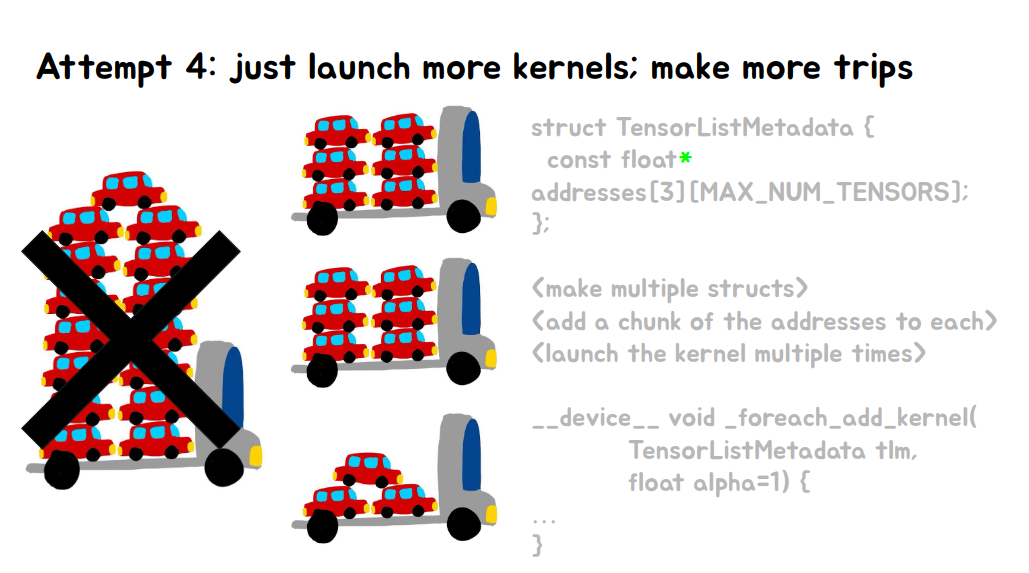 Attempt 4: just launch more kernels; make more trips
struct TensorListMetadata {
const float*
addresses[3][MAX_NUM_TENSORS];
};
<make multiple structs>
<add a chunk of the addresses to each>
<launch the kernel multiple times>
__device__ void _foreach_add_kernel(
TensorListMetadata tlm,
float alpha=1) {
...
}